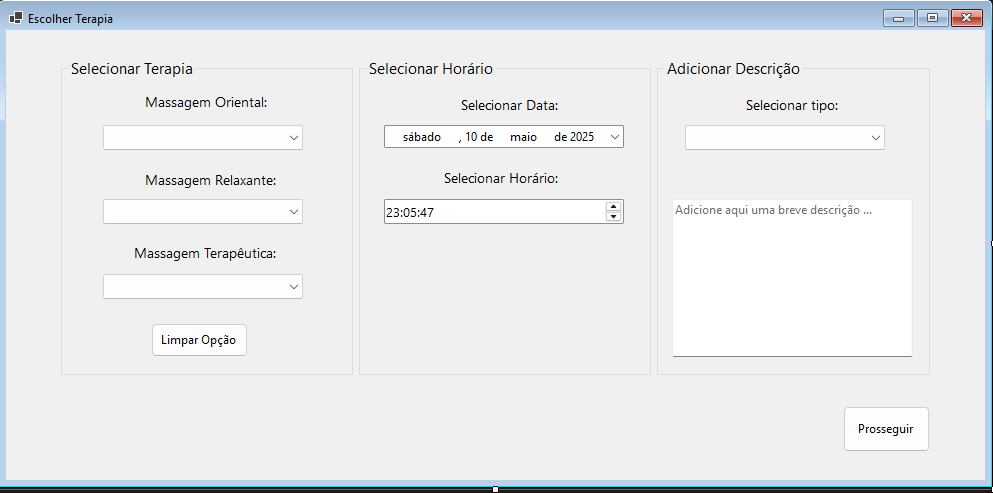 Escolher Terapia
Selecionar Terapia
Massagem Oriental:
Massagem Relaxante:
Massagem Terapêutica:
Limpar Opção
Selecionar Horário
Selecionar Data:
sábado , 10 de maio de 2025
Selecionar Horário:
23:05:47
Adicionar Descrição
Selecionar tipo:
Adicione aqui uma breve descrição ...
Prosseguir